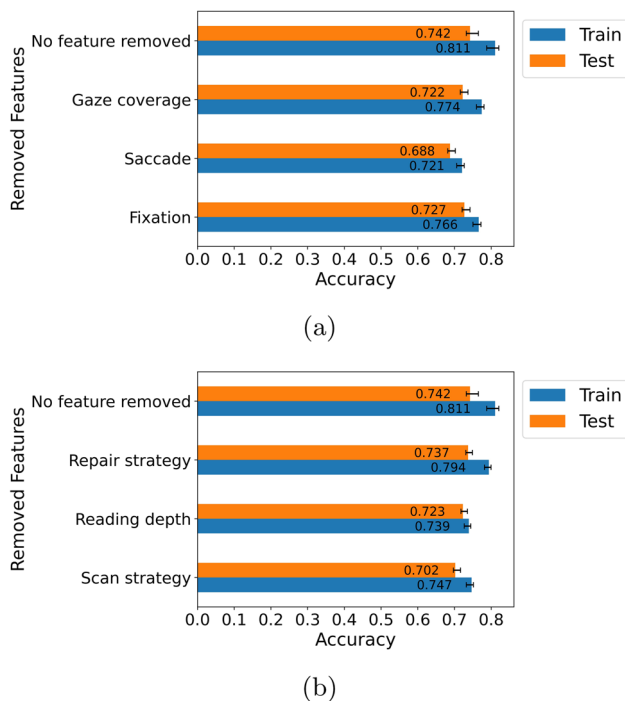 No feature removed
0.742
0.811
Gaze coverage
0.722
0.774
Saccade
0.688
0.721
Fixation
0.727
0.766
Removed Features
0.0 0.1 0.2 0.3 0.4 0.5 0.6 0.7 0.8
Accuracy
Train
Test
(a)
No feature removed
0.742
0.811
Repair strategy
0.737
0.794
Reading depth
0.723
0.739
Scan strategy
0.702
0.747
Removed Features
0.0 0.1 0.2 0.3 0.4 0.5 0.6 0.7 0.8
Accuracy
Train
Test
(b)